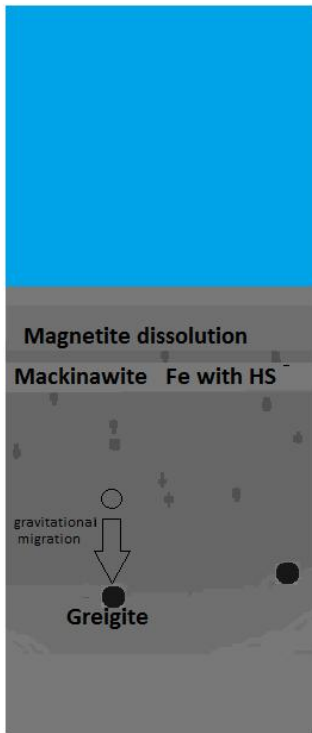 Magnetite dissolution
Mackinawite Fe with HS⁻
gravitational
migration
Greigite